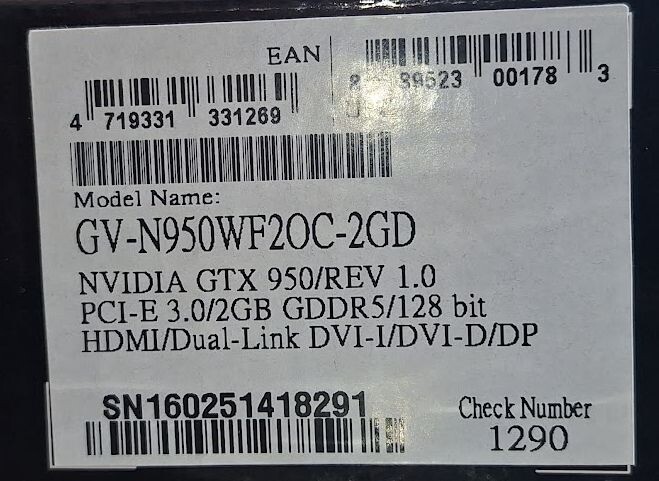 EAN
4 719331 331269
89523 00178 3
Model Name:
GV-N950WF2OC-2GD
NVIDIA GTX 950/REV 1.0
PCI-E 3.0/2GB GDDR5/128 bit
HDMI/Dual-Link DVI-I/DVI-D/DP
SN160251418291
Check Number
1290